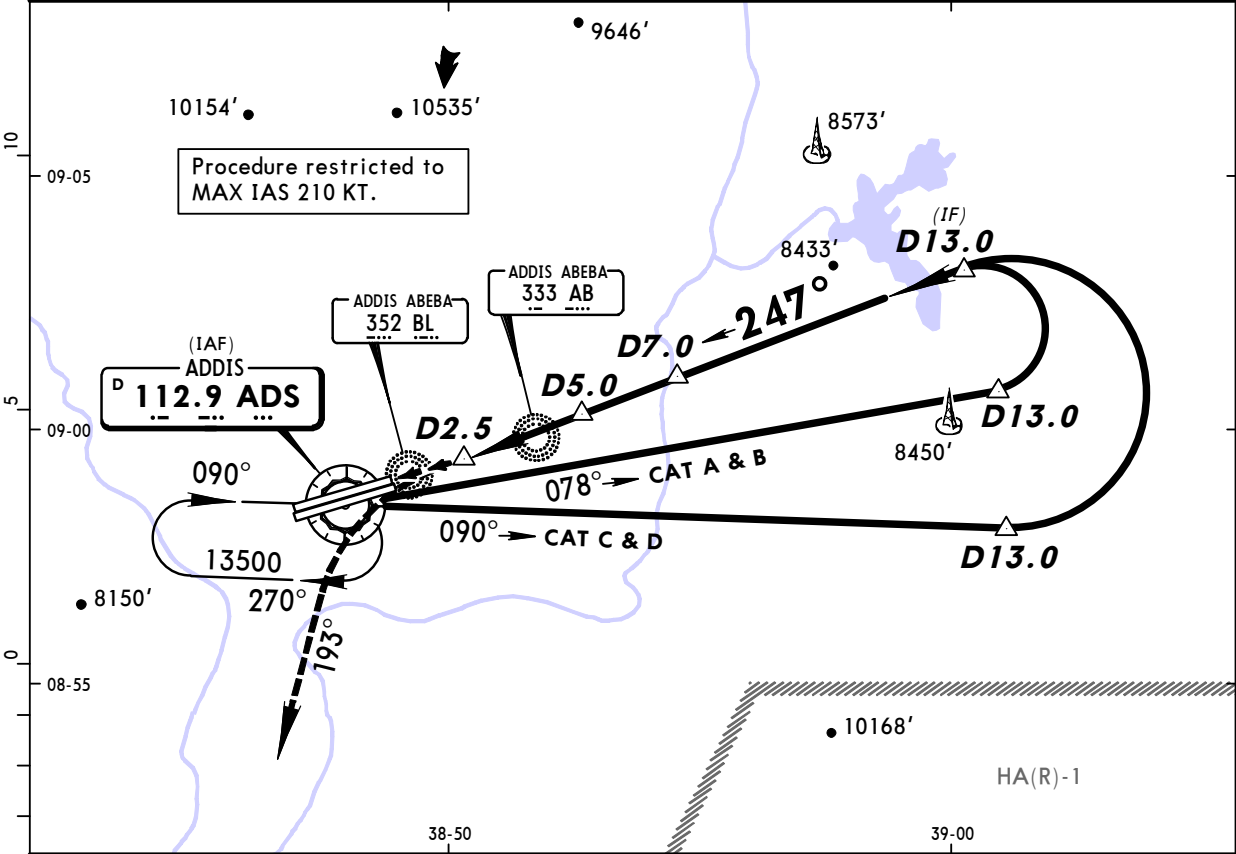 9646'
10154'
10535'
8573'
10
09-05
Procedure restricted to
MAX IAS 210 KT.
(IF)
D13.0
8433'
ADDIS ABEBA
333 AB
ADDIS ABEBA
352 BL
247°
(IAF)
ADDIS
D 112.9 ADS
D7.0
D5.0
D2.5
D13.0
5
09-00
8450'
090°
078° CAT A & B
090° CAT C & D
D13.0
13500
270°
8150'
193°
0
08-55
10168'
HA(R)-1
38-50
39-00